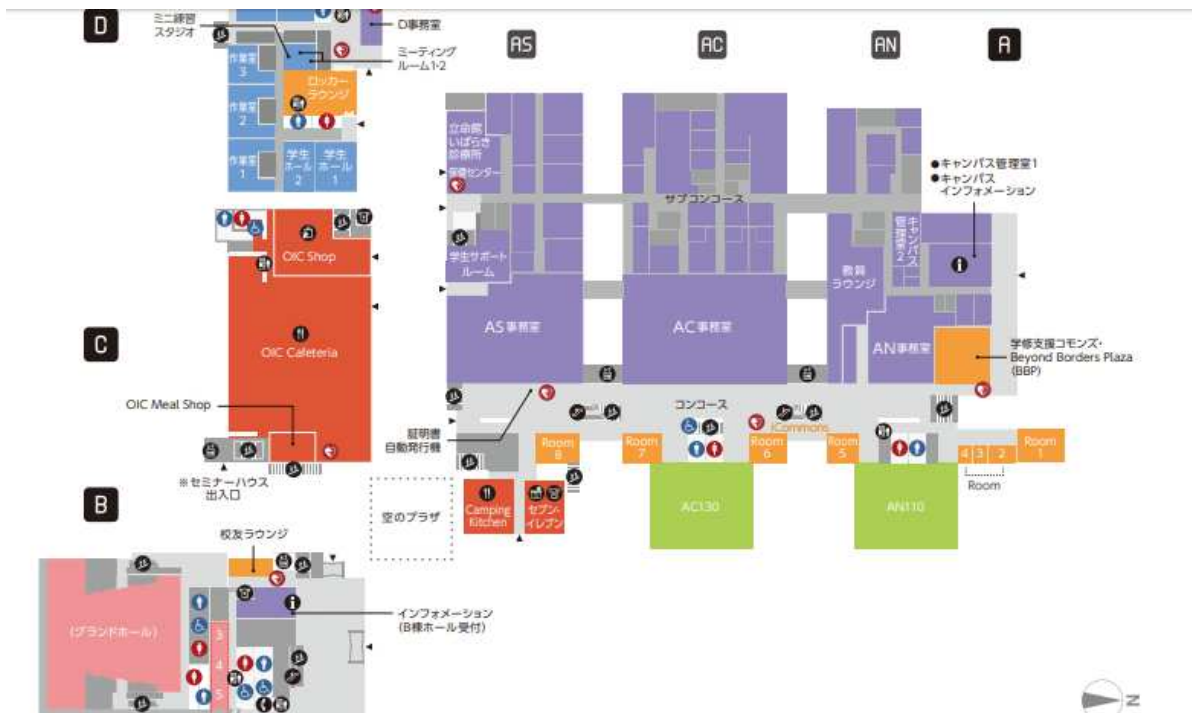 D
ミニ練習
スタジオ
D事務室
ミーティング
ルーム1・2
作業室
3
ロッカー
ラウンジ
作業室
2
作業室
1
学生
ホール
2
学生
ホール
1
AS
AC
AN
A
立命館
いばらき
診療所
保健センター
サブコンコース
●キャンパス管理室1
●キャンパス
インフォメーション
キャンパス
管理室2
学生サポート
ルーム
教員
ラウンジ
OIC Shop
C
OIC Cafeteria
AS事務室
AC事務室
AN事務室
学修支援コモンズ・
Beyond Borders Plaza
(BBP)
OIC Meal Shop
証明書
自動発行機
コンコース
iCommons
Room
8
Room
7
Room
6
Room
5
4
3
2
Room
1
Room
※セミナーハウス
出入口
空のプラザ
Camping
Kitchen
セブン-
イレブン
AC130
AN110
B
校友ラウンジ
(グランドホール)
3
4
5
インフォメーション
(B棟ホール受付)
N